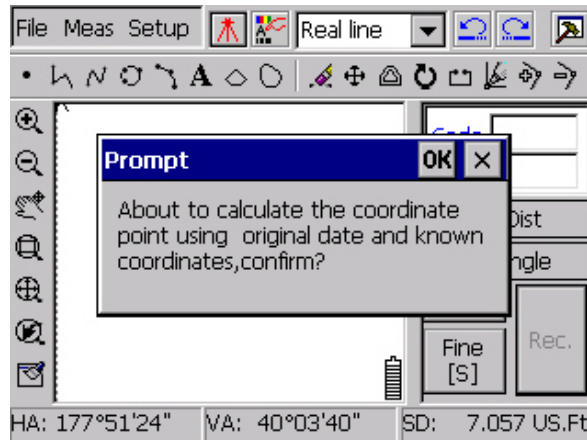 File Meas Setup Real line
A
Code
Prompt OK ×
About to calculate the coordinate
point using original date and known
coordinates,confirm?
Dist
ngle
Fine
[S]
Rec.
HA: 177°51'24" VA: 40°03'40" SD: 7.057 US.Ft